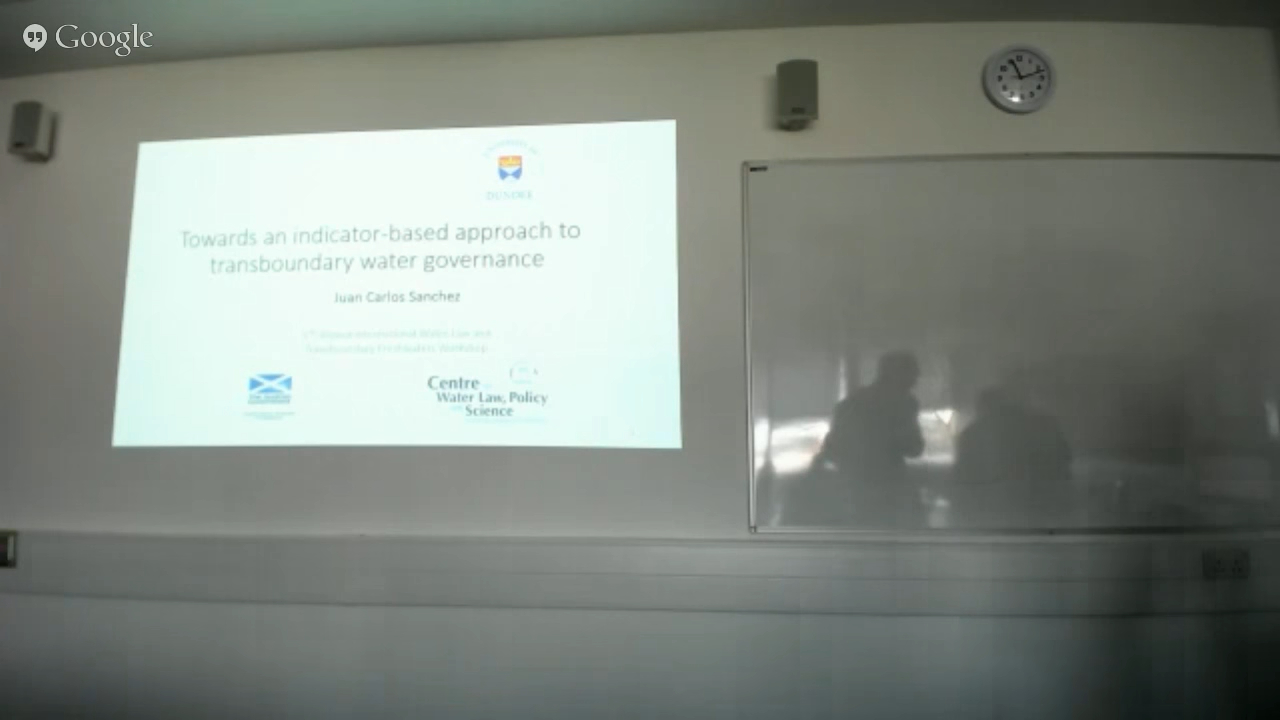 Google
DUNDEE
Towards an indicator-based approach to
transboundary water governance
Juan Carlos Sanchez
Centre
Water Law, Policy
Science